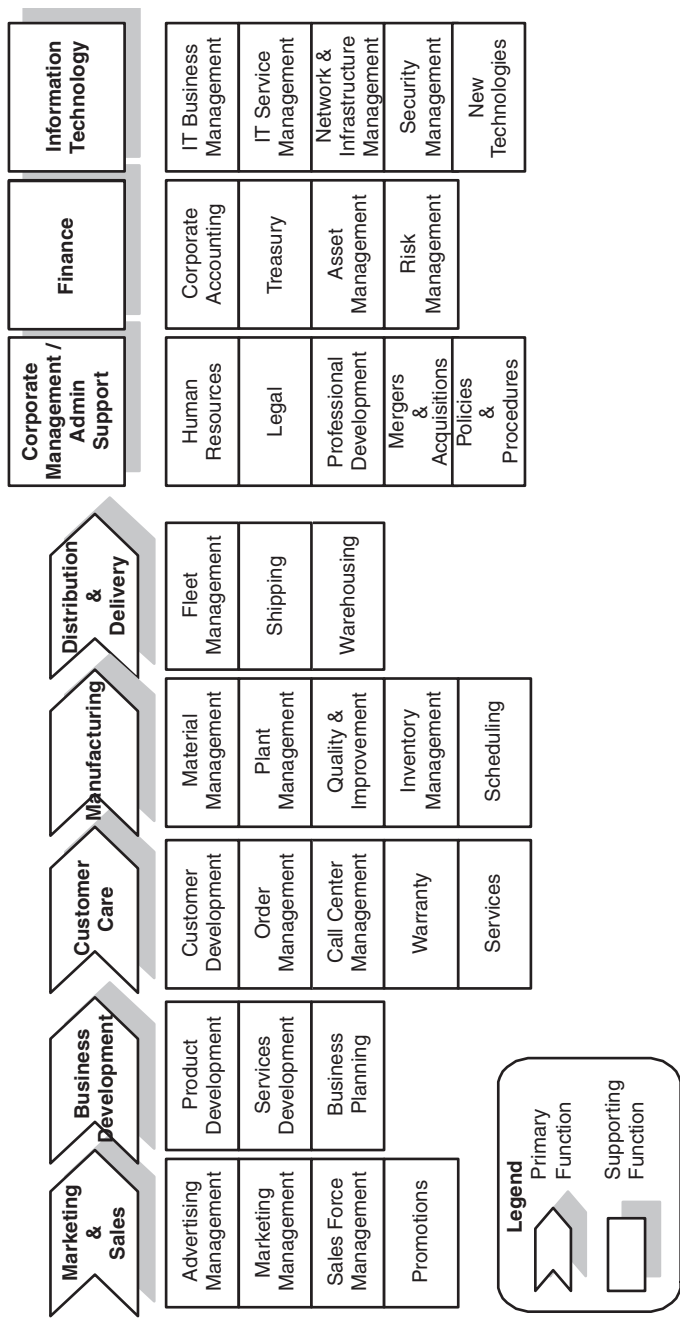 Marketing
&
Sales
Advertising
Management
Marketing
Management
Sales Force
Management
Promotions
Business
Development
Product
Development
Services
Development
Business
Planning
Customer
Care
Customer
Development
Order
Management
Call Center
Management
Warranty
Services
Manufacturing
Material
Management
Plant
Management
Quality &
Improvement
Inventory
Management
Scheduling
Distribution
&
Delivery
Fleet
Management
Shipping
Warehousing
Corporate
Management /
Admin
Support
Human
Resources
Legal
Professional
Development
Mergers
&
Acquisitions
Policies
&
Procedures
Finance
Corporate
Accounting
Treasury
Asset
Management
Risk
Management
Information
Technology
IT Business
Management
IT Service
Management
Network &
Infrastructure
Management
Security
Management
New
Technologies
Legend
Primary
Function
Supporting
Function